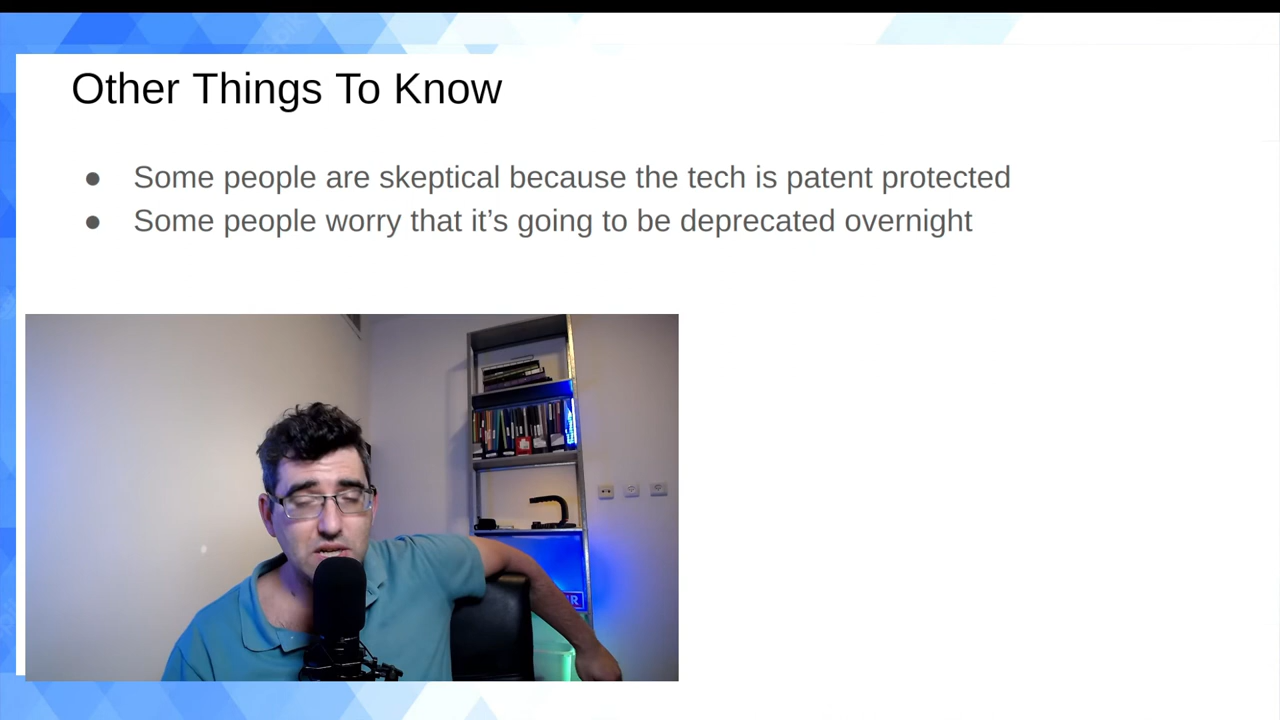 Other Things To Know
● Some people are skeptical because the tech is patent protected
● Some people worry that it’s going to be deprecated overnight